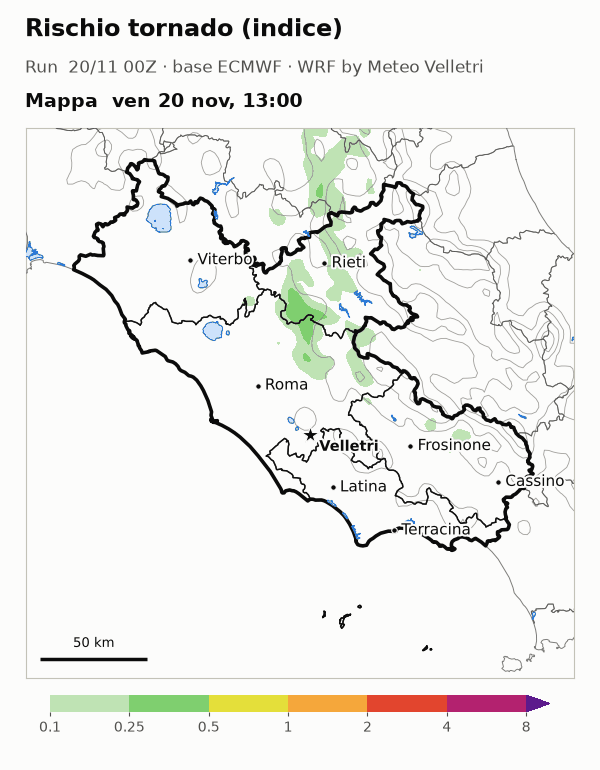 Rischio tornado (indice)
Run  20/11 00Z · base ECMWF · WRF by Meteo Velletri
Mappa  ven 20 nov, 13:00
Viterbo
Rieti
Roma
Velletri
Frosinone
Latina
Cassino
Terracina
50 km
0.1 0.25 0.5 1 2 4 8